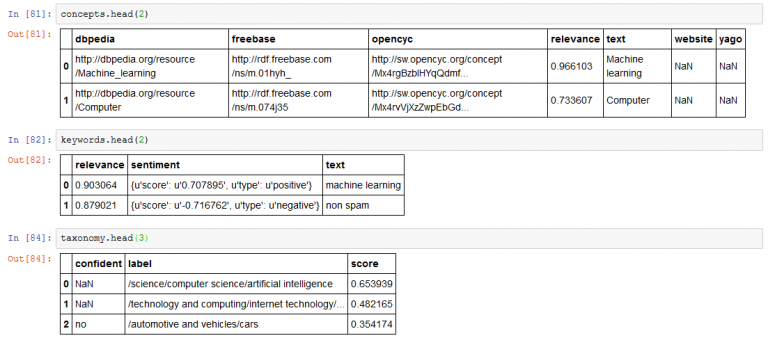 In [81]: concepts.head(2)
Out[81]:
dbpedia freebase opencyc relevance text website yago
0 http://dbpedia.org/resource http://rdf.freebase.com http://sw.opencyc.org/concept 0.966103 Machine NaN NaN
/Machine_learning /ns/m.01hyh_ /Mx4rgBzblHYqQdmf... learning
1 http://dbpedia.org/resource http://rdf.freebase.com http://sw.opencyc.org/concept 0.733607 Computer NaN NaN
/Computer /ns/m.074j35 /Mx4rvVjXzZwpEbGd...
In [82]: keywords.head(2)
Out[82]:
relevance sentiment text
0 0.903064 {u'score': u'0.707895', u'type': u'positive'} machine learning
1 0.879021 {u'score': u'-0.716762', u'type': u'negative'} non spam
In [84]: taxonomy.head(3)
Out[84]:
confident label score
0 NaN /science/computer science/artificial intelligence 0.653939
1 NaN /technology and computing/internet technology/... 0.482165
2 no /automotive and vehicles/cars 0.354174